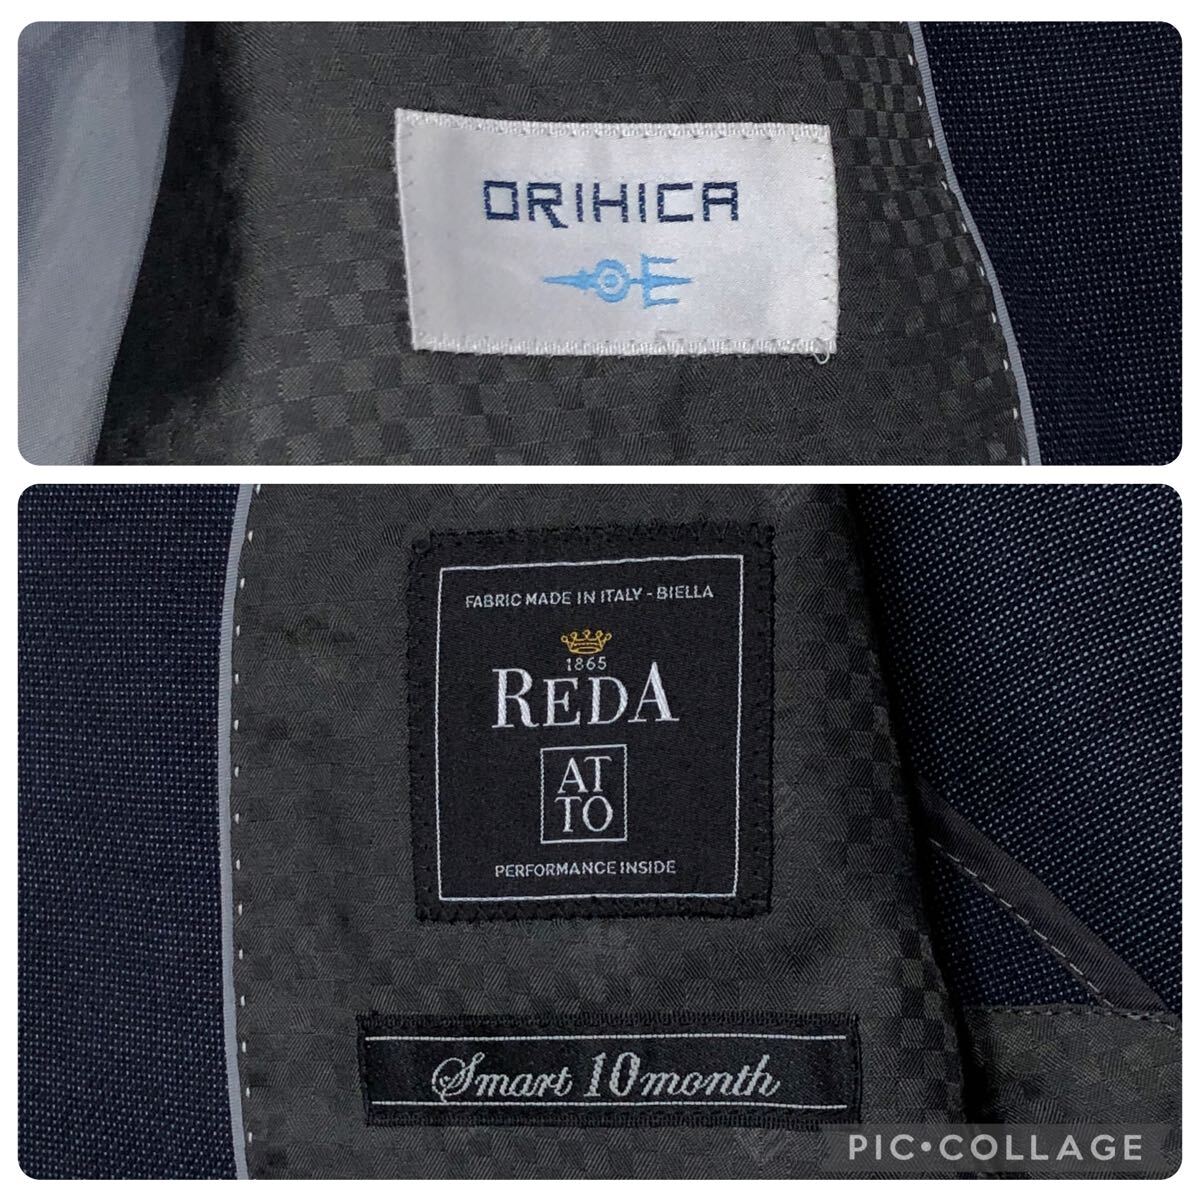 ORIHICA
FABRIC MADE IN ITALY - BIELLA
1865
REDA
AT
TO
PERFORMANCE INSIDE
Smart 10month
PIC•COLLAGE